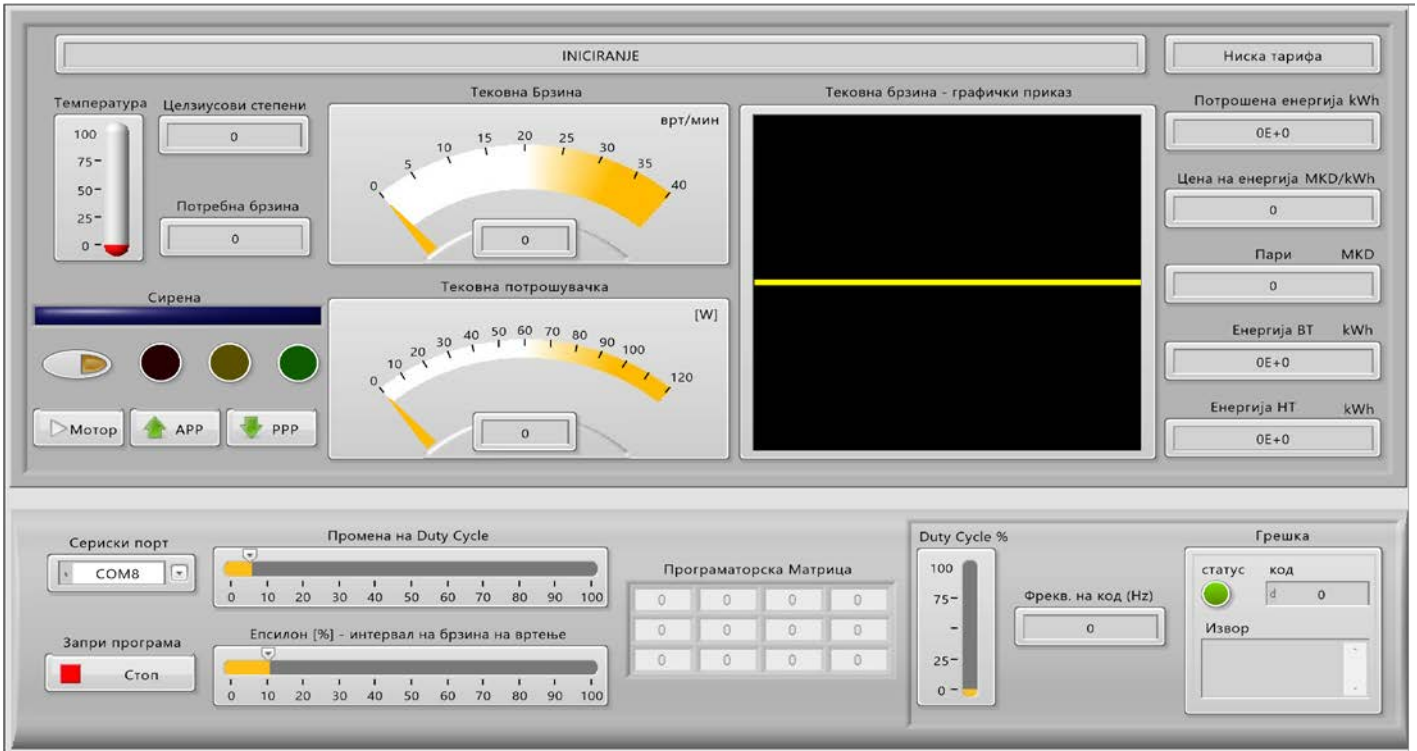 INICIRANJE
Ниска тарифа
Температура
100
75
50
25
0
Целзиусови степени
0
Потребна брзина
0
Тековна Брзина
врт/мин
0 5 10 15 20 25 30 35 40
0
Тековна брзина - графички приказ
Потрошена енергија kWh
0E+0
Цена на енергија MKD/kWh
0
Пари MKD
0
Енергија ВТ kWh
0E+0
Енергија НТ kWh
0E+0
Сирена
Мотор
АРР
РРР
Тековна потрошувачка
[W]
0 10 20 30 40 50 60 70 80 90 100 120
0
Сериски порт
COM8
Запри програма
Стоп
Промена на Duty Cycle
0 10 20 30 40 50 60 70 80 90 100
Епсилон [%] - интервал на брзина на вртење
0 10 20 30 40 50 60 70 80 90 100
Програматорска Матрица
0 0 0 0
0 0 0 0
0 0 0 0
Duty Cycle %
100
75
25
0
Фрекв. на код (Hz)
0
Грешка
статус код
d 0
Извор